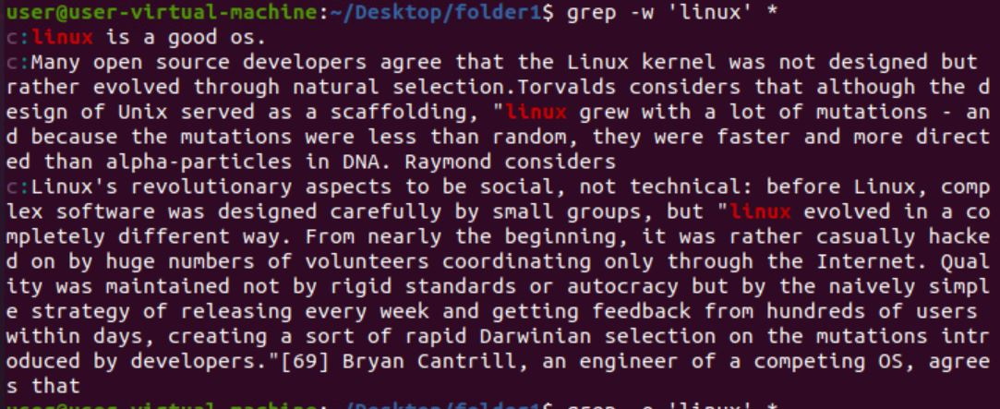 user@user-virtual-machine:~/Desktop/folder1$ grep -w 'linux' *
c:linux is a good os.
c:Many open source developers agree that the Linux kernel was not designed but
rather evolved through natural selection.Torvalds considers that although the d
esign of Unix served as a scaffolding, "linux grew with a lot of mutations - an
d because the mutations were less than random, they were faster and more direct
ed than alpha-particles in DNA. Raymond considers
c:Linux's revolutionary aspects to be social, not technical: before Linux, comp
lex software was designed carefully by small groups, but "linux evolved in a co
mpletely different way. From nearly the beginning, it was rather casually hacke
d on by huge numbers of volunteers coordinating only through the Internet. Qual
ity was maintained not by rigid standards or autocracy but by the naively simpl
e strategy of releasing every week and getting feedback from hundreds of users
within days, creating a sort of rapid Darwinian selection on the mutations intr
oduced by developers."[69] Bryan Cantrill, an engineer of a competing OS, agree
s that
user@user-virtual-machine:~/Desktop/folder1$ grep 'linux' *